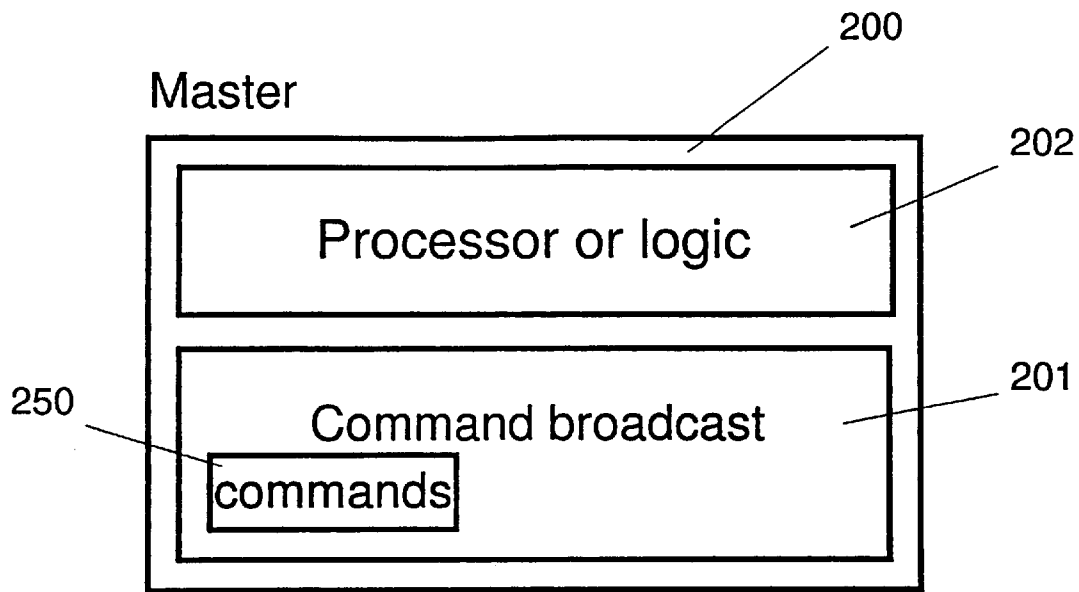 200
Master
202
Processor or logic
201
250
Command broadcast
commands